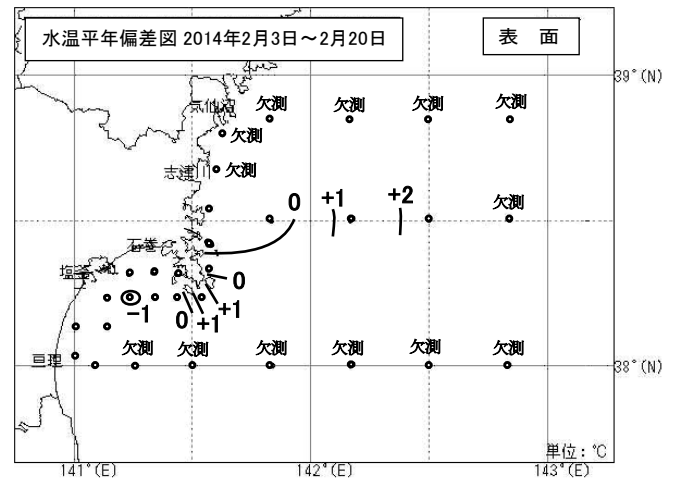 水温平年偏差図 2014年2月3日～2月20日
表 面
39°(N)
気仙沼
欠測
欠測
欠測
欠測
欠測
志津川
欠測
0
+1
+2
欠測
石巻
塩釜
0
-1
0
+1
+1
亘理
欠測
欠測
欠測
欠測
欠測
欠測
38°(N)
単位：℃
141°(E)
142°(E)
143°(E)